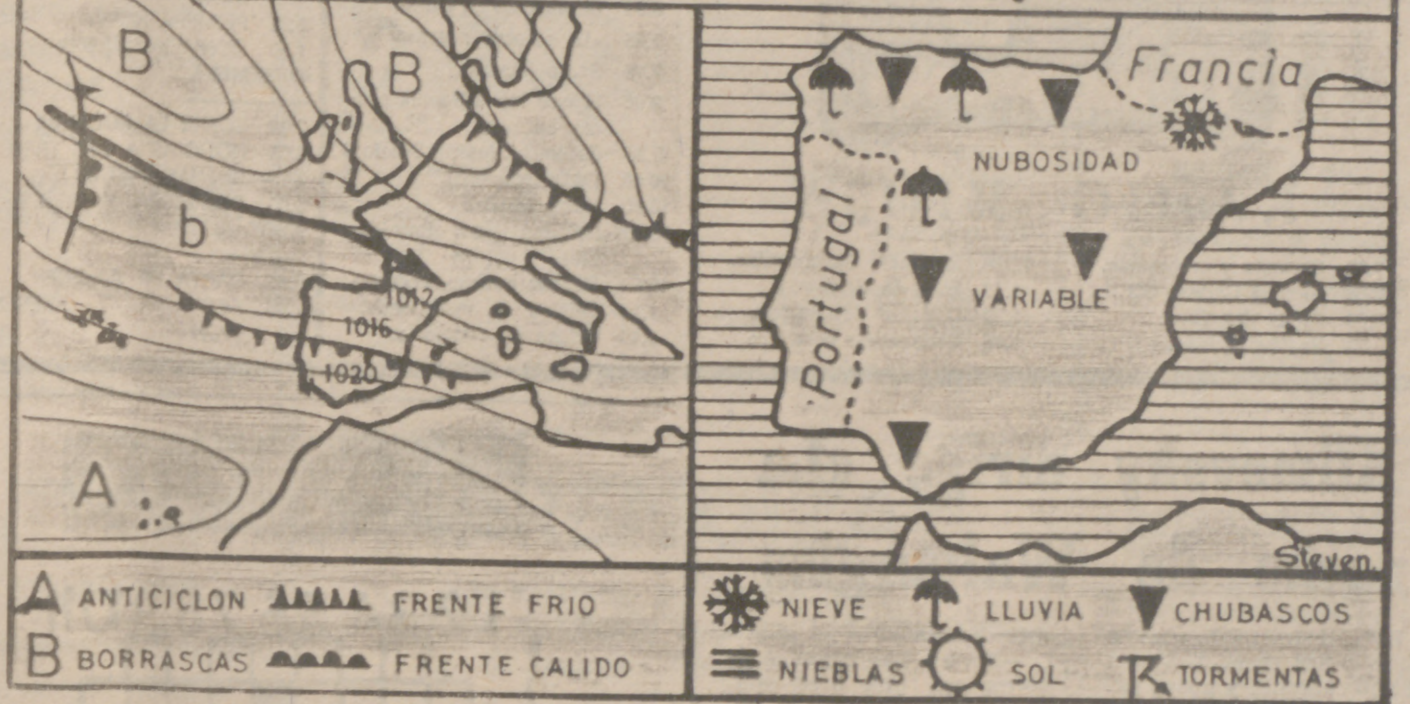 B
B
b
1012
1016
1020
A
Francia
NUBOSIDAD
Portugal
VARIABLE
Steven.
A ANTICICLON FRENTE FRIO
B BORRASCAS FRENTE CALIDO
NIEVE LLUVIA CHUBASCOS
NIEBLAS SOL TORMENTAS